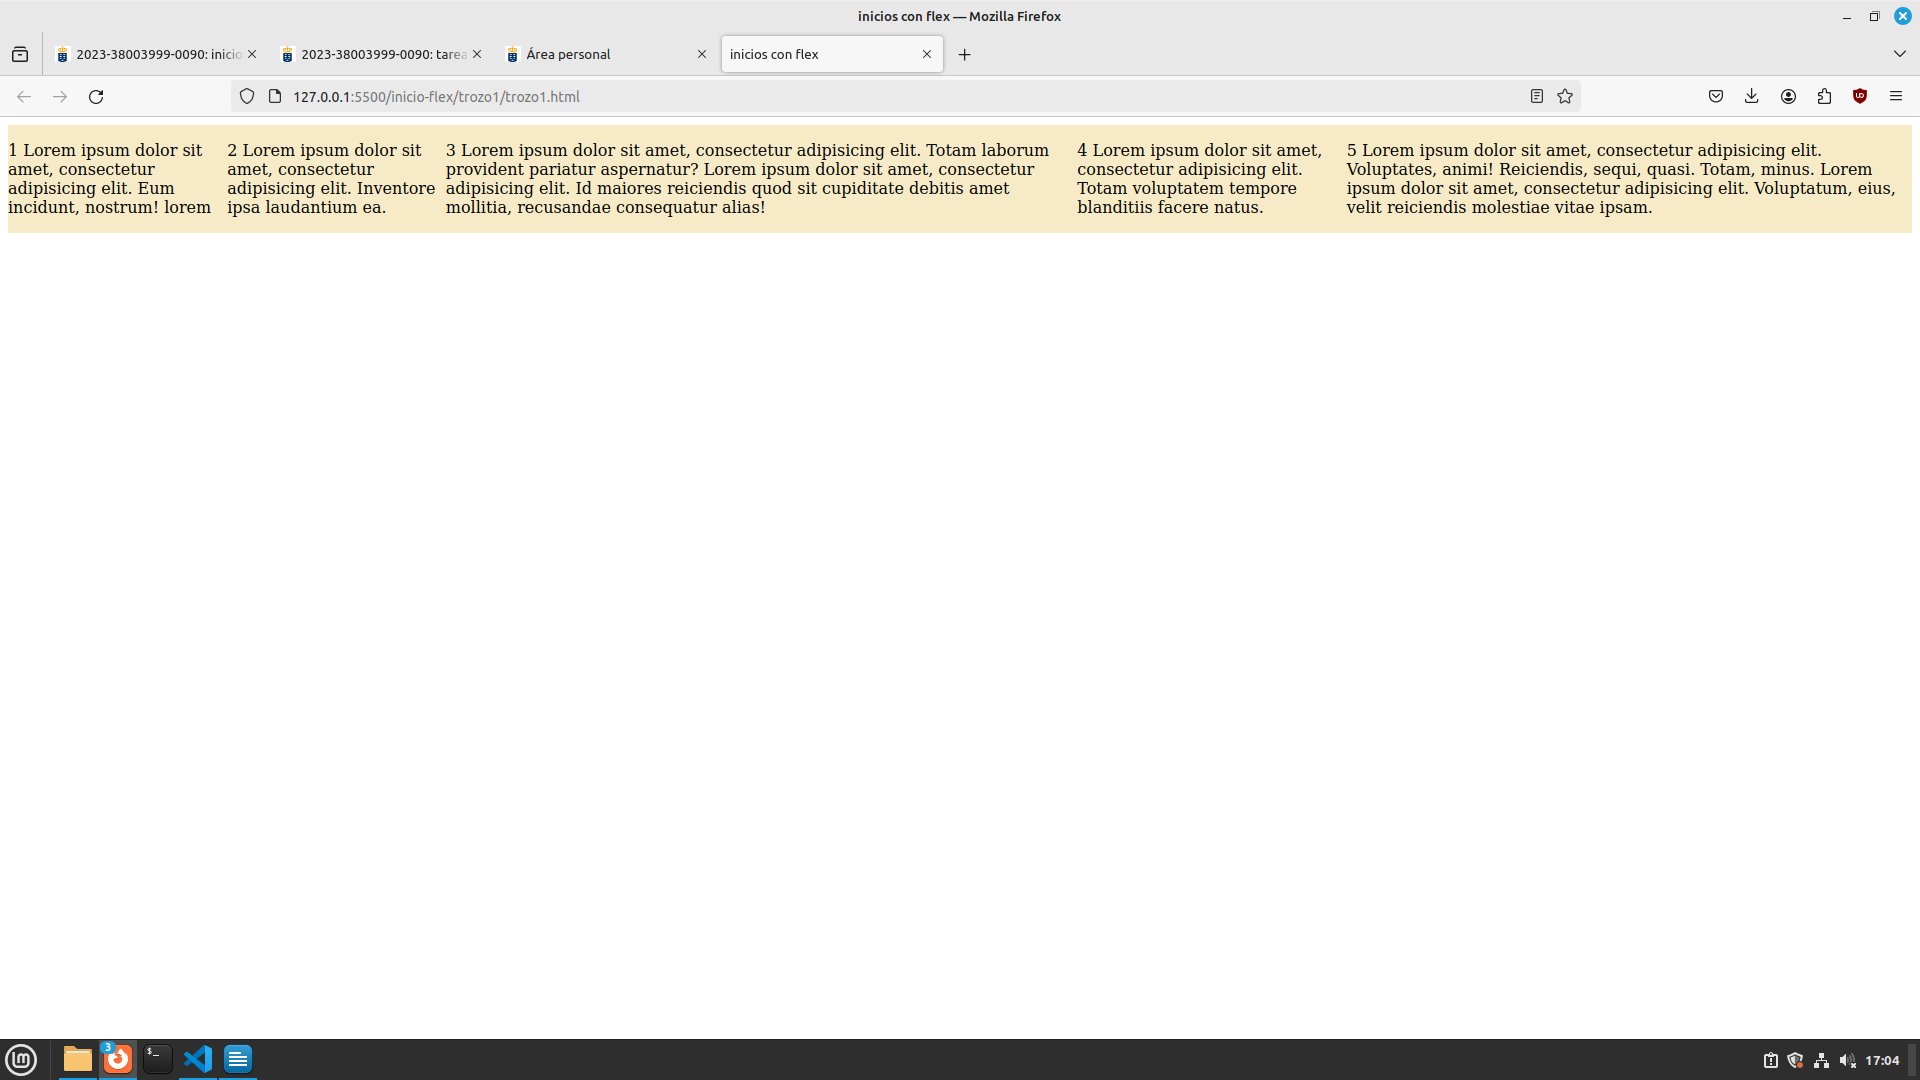 inicios con flex — Mozilla Firefox
2023-38003999-0090: inicio
2023-38003999-0090: tarea
Área personal
inicios con flex
127.0.0.1:5500/inicio-flex/trozo1/trozo1.html
1 Lorem ipsum dolor sit
amet, consectetur
adipisicing elit. Eum
incidunt, nostrum! lorem
2 Lorem ipsum dolor sit
amet, consectetur
adipisicing elit. Inventore
ipsa laudantium ea.
3 Lorem ipsum dolor sit amet, consectetur adipisicing elit. Totam laborum
provident pariatur aspernatur? Lorem ipsum dolor sit amet, consectetur
adipisicing elit. Id maiores reiciendis quod sit cupiditate debitis amet
mollitia, recusandae consequatur alias!
4 Lorem ipsum dolor sit amet,
consectetur adipisicing elit.
Totam voluptatem tempore
blanditiis facere natus.
5 Lorem ipsum dolor sit amet, consectetur adipisicing elit.
Voluptates, animi! Reiciendis, sequi, quasi. Totam, minus. Lorem
ipsum dolor sit amet, consectetur adipisicing elit. Voluptatum, eius,
velit reiciendis molestiae vitae ipsam.
3
17:04